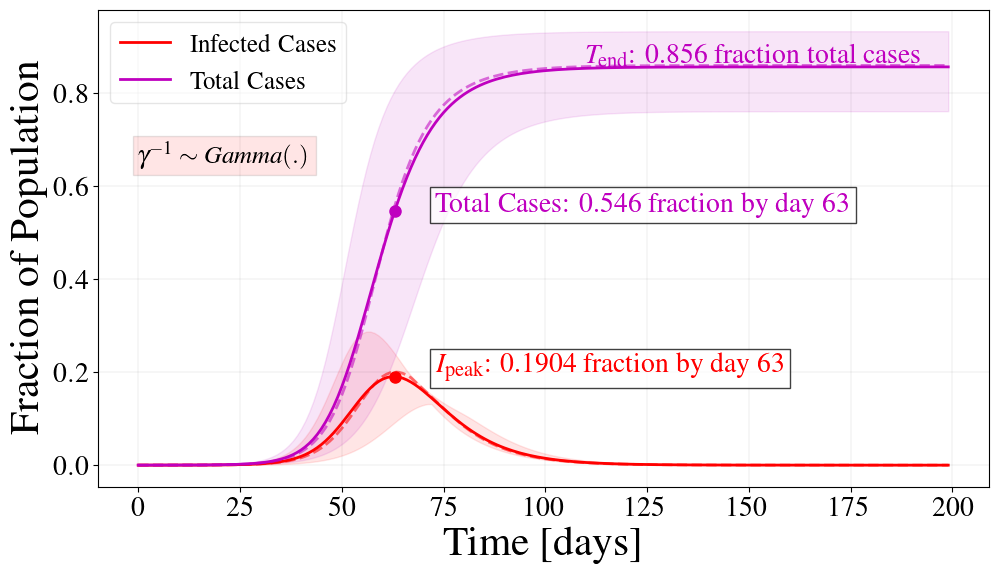 Infected Cases
Total Cases
T_end: 0.856 fraction total cases
γ⁻¹ ∼ Gamma(.)
Total Cases: 0.546 fraction by day 63
I_peak: 0.1904 fraction by day 63
Fraction of Population
0.8
0.6
0.4
0.2
0.0
0 25 50 75 100 125 150 175 200
Time [days]